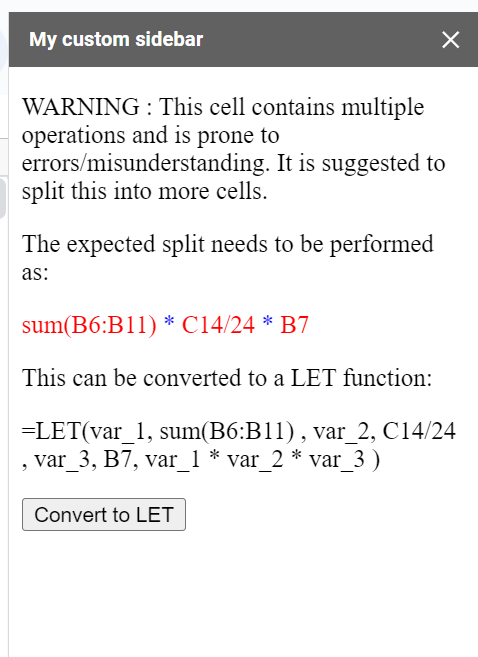 My custom sidebar
WARNING : This cell contains multiple
operations and is prone to
errors/misunderstanding. It is suggested to
split this into more cells.
The expected split needs to be performed
as:
sum(B6:B11) * C14/24 * B7
This can be converted to a LET function:
=LET(var_1, sum(B6:B11) , var_2, C14/24
, var_3, B7, var_1 * var_2 * var_3 )
Convert to LET